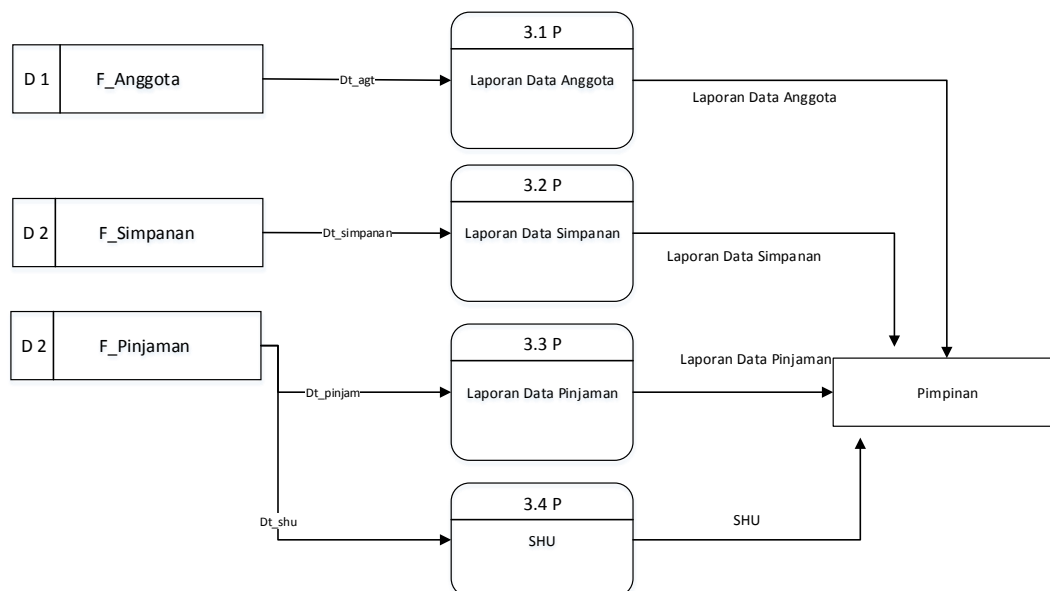 3.1 P
D 1
F_Anggota
Dt_agt
Laporan Data Anggota
Laporan Data Anggota
3.2 P
D 2
F_Simpanan
Dt_simpanan
Laporan Data Simpanan
Laporan Data Simpanan
D 2
F_Pinjaman
3.3 P
Laporan Data Pinjaman
Dt_pinjam
Laporan Data Pinjaman
Pimpinan
3.4 P
Dt_shu
SHU
SHU